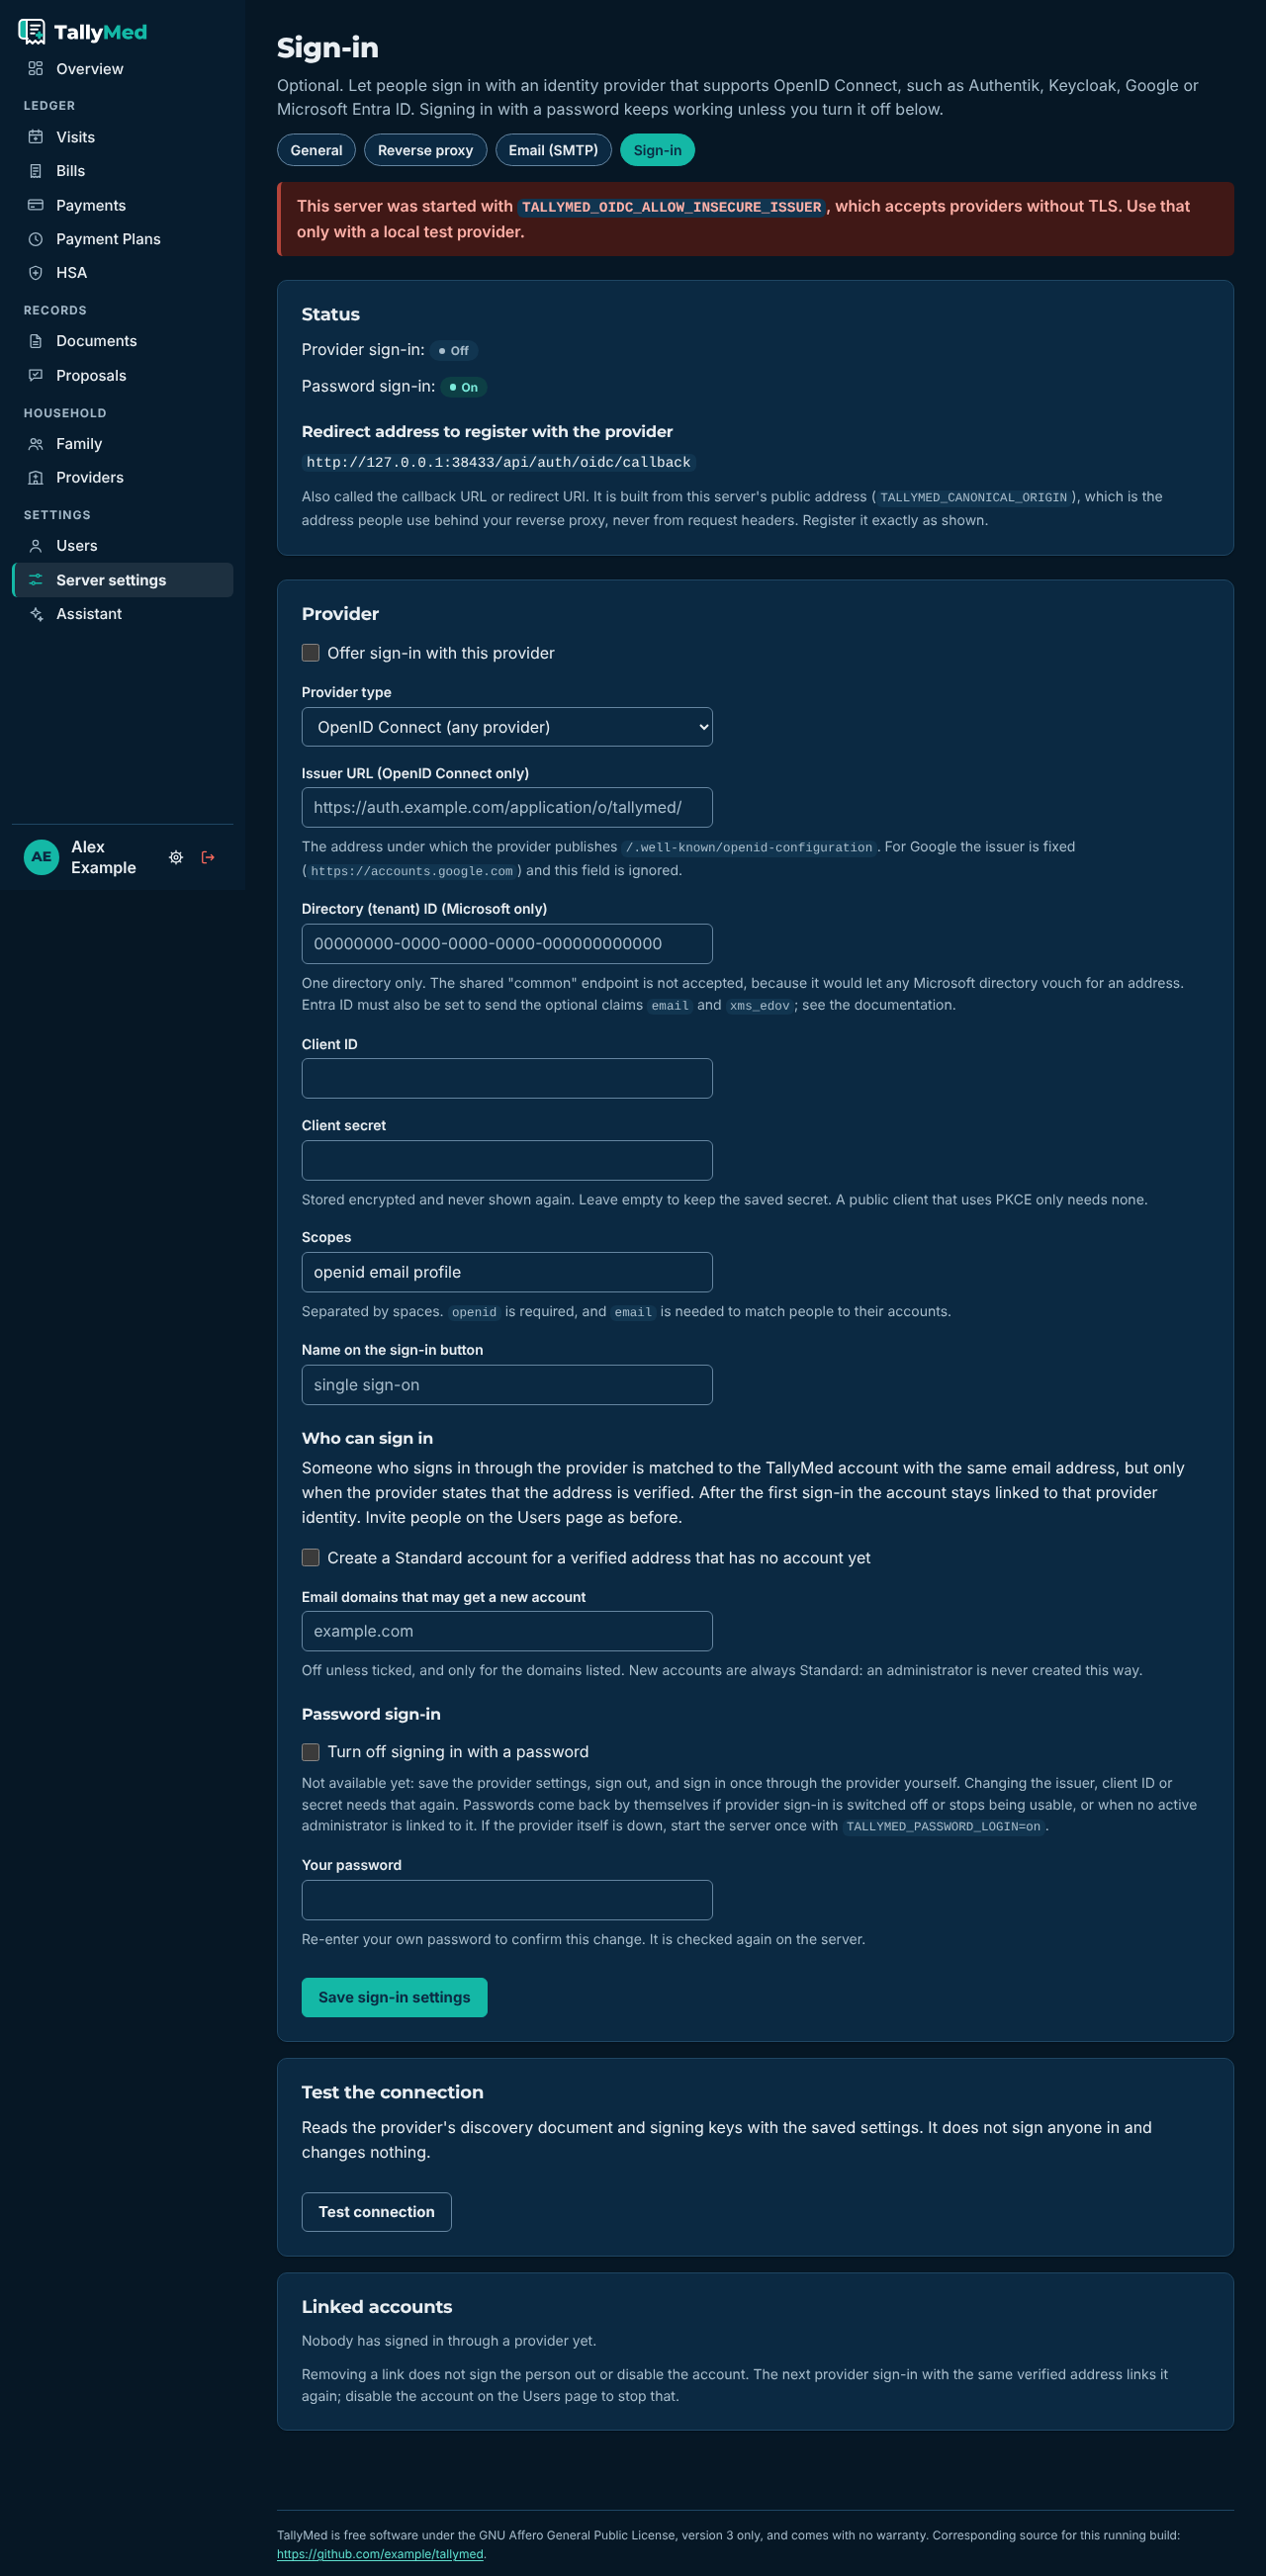 TallyMed
Overview
LEDGER
Visits
Bills
Payments
Payment Plans
HSA
RECORDS
Documents
Proposals
HOUSEHOLD
Family
Providers
SETTINGS
Users
Server settings
Assistant
AE
Alex
Example
Sign-in
Optional. Let people sign in with an identity provider that supports OpenID Connect, such as Authentik, Keycloak, Google or
Microsoft Entra ID. Signing in with a password keeps working unless you turn it off below.
General
Reverse proxy
Email (SMTP)
Sign-in
This server was started with TALLYMED_OIDC_ALLOW_INSECURE_ISSUER, which accepts providers without TLS. Use that
only with a local test provider.
Status
Provider sign-in: Off
Password sign-in: On
Redirect address to register with the provider
http://127.0.0.1:38433/api/auth/oidc/callback
Also called the callback URL or redirect URI. It is built from this server's public address (TALLYMED_CANONICAL_ORIGIN), which is the
address people use behind your reverse proxy, never from request headers. Register it exactly as shown.
Provider
Offer sign-in with this provider
Provider type
OpenID Connect (any provider)
Issuer URL (OpenID Connect only)
https://auth.example.com/application/o/tallymed/
The address under which the provider publishes /.well-known/openid-configuration. For Google the issuer is fixed
(https://accounts.google.com) and this field is ignored.
Directory (tenant) ID (Microsoft only)
00000000-0000-0000-0000-000000000000
One directory only. The shared "common" endpoint is not accepted, because it would let any Microsoft directory vouch for an address.
Entra ID must also be set to send the optional claims email and xms_edov; see the documentation.
Client ID
Client secret
Stored encrypted and never shown again. Leave empty to keep the saved secret. A public client that uses PKCE only needs none.
Scopes
openid email profile
Separated by spaces. openid is required, and email is needed to match people to their accounts.
Name on the sign-in button
single sign-on
Who can sign in
Someone who signs in through the provider is matched to the TallyMed account with the same email address, but only
when the provider states that the address is verified. After the first sign-in the account stays linked to that provider
identity. Invite people on the Users page as before.
Create a Standard account for a verified address that has no account yet
Email domains that may get a new account
example.com
Off unless ticked, and only for the domains listed. New accounts are always Standard: an administrator is never created this way.
Password sign-in
Turn off signing in with a password
Not available yet: save the provider settings, sign out, and sign in once through the provider yourself. Changing the issuer, client ID or
secret needs that again. Passwords come back by themselves if provider sign-in is switched off or stops being usable, or when no active
administrator is linked to it. If the provider itself is down, start the server once with TALLYMED_PASSWORD_LOGIN=on.
Your password
Re-enter your own password to confirm this change. It is checked again on the server.
Save sign-in settings
Test the connection
Reads the provider's discovery document and signing keys with the saved settings. It does not sign anyone in and
changes nothing.
Test connection
Linked accounts
Nobody has signed in through a provider yet.
Removing a link does not sign the person out or disable the account. The next provider sign-in with the same verified address links it
again; disable the account on the Users page to stop that.
TallyMed is free software under the GNU Affero General Public License, version 3 only, and comes with no warranty. Corresponding source for this running build:
https://github.com/example/tallymed.